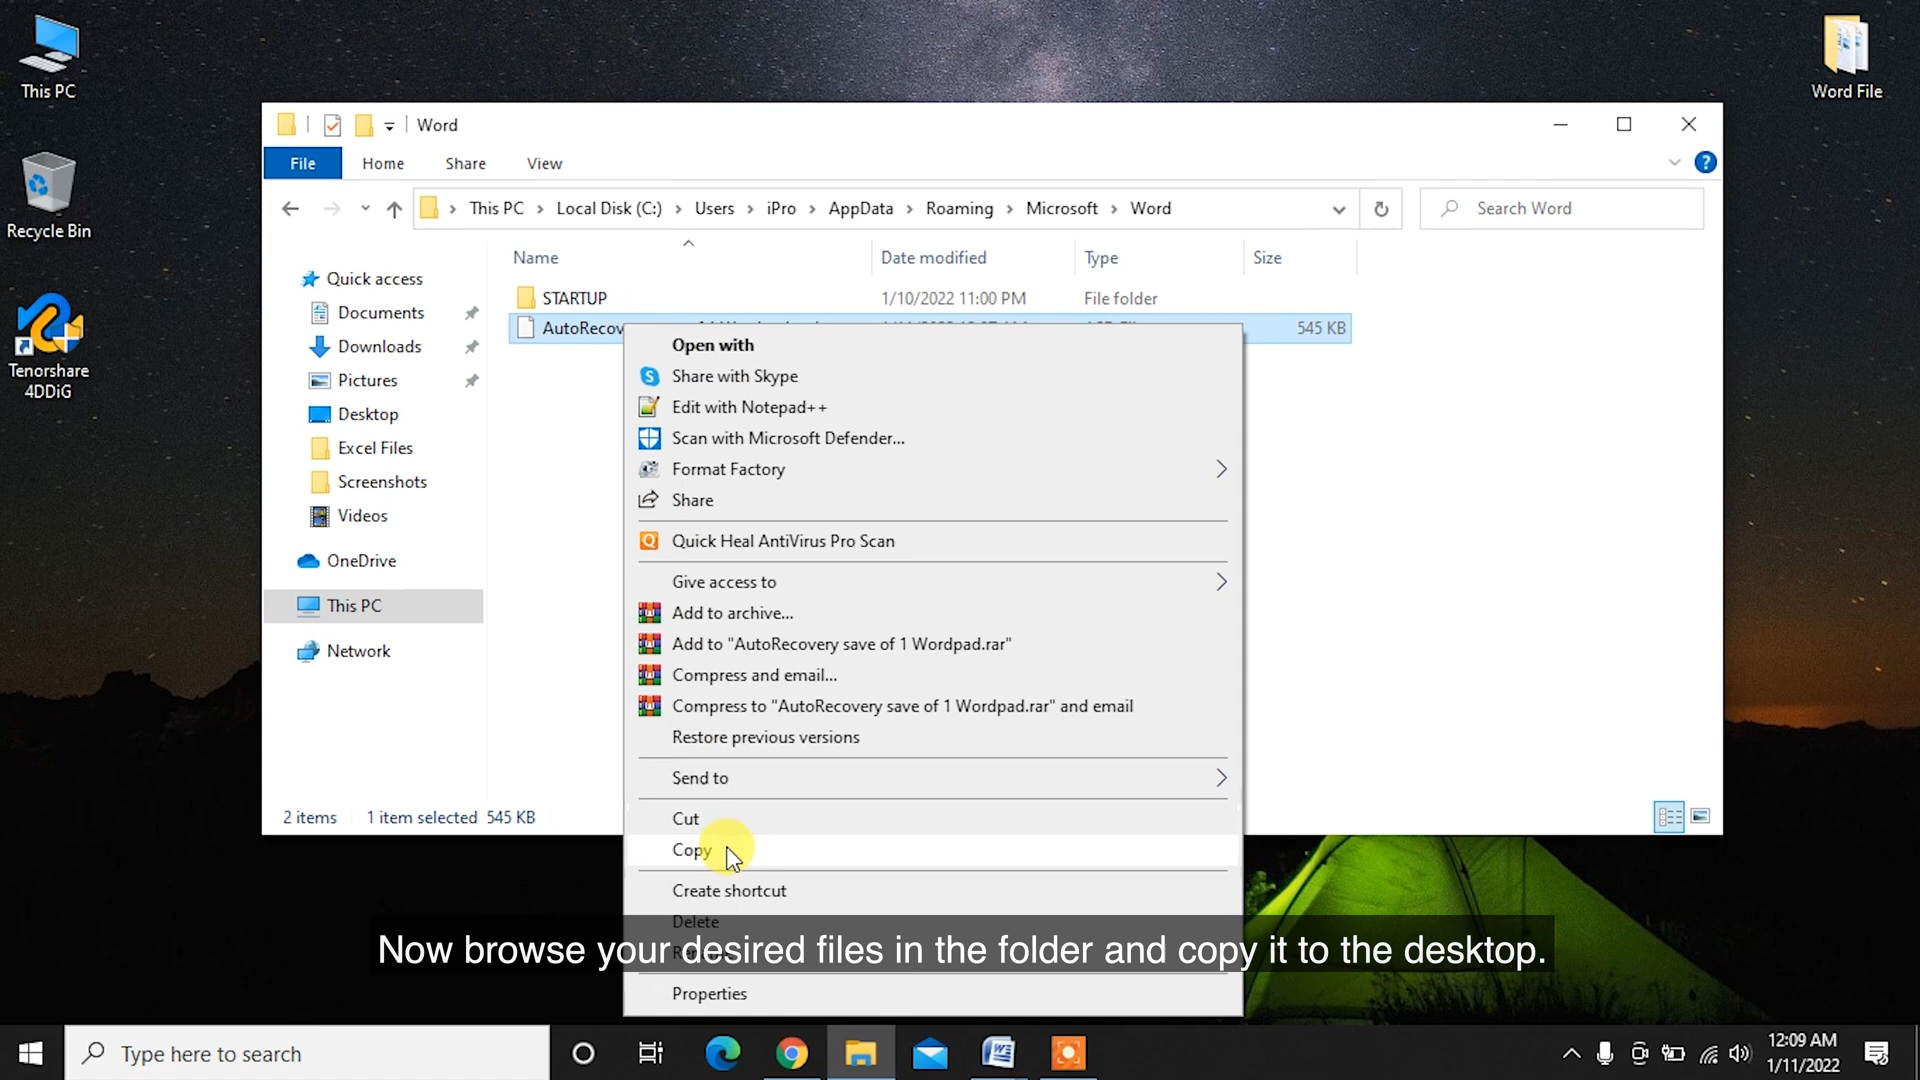 This PC
Recycle Bin
Tenorshare
4DDiG
Word File
Word
File
Home
Share
View
This PC
Local Disk (C:)
Users
iPro
AppData
Roaming
Microsoft
Word
Search Word
Name
Date modified
Type
Size
STARTUP
1/10/2022 11:00 PM
File folder
AutoRecov
545 KB
Quick access
Documents
Downloads
Pictures
Desktop
Excel Files
Screenshots
Videos
OneDrive
This PC
Network
2 items
1 item selected 545 KB
Open with
Share with Skype
Edit with Notepad++
Scan with Microsoft Defender...
Format Factory
Share
Quick Heal AntiVirus Pro Scan
Give access to
Add to archive...
Add to "AutoRecovery save of 1 Wordpad.rar"
Compress and email...
Compress to "AutoRecovery save of 1 Wordpad.rar" and email
Restore previous versions
Send to
Cut
Copy
Create shortcut
Delete
Now browse your desired files in the folder and copy it to the desktop.
Properties
Type here to search
12:09 AM
1/11/2022